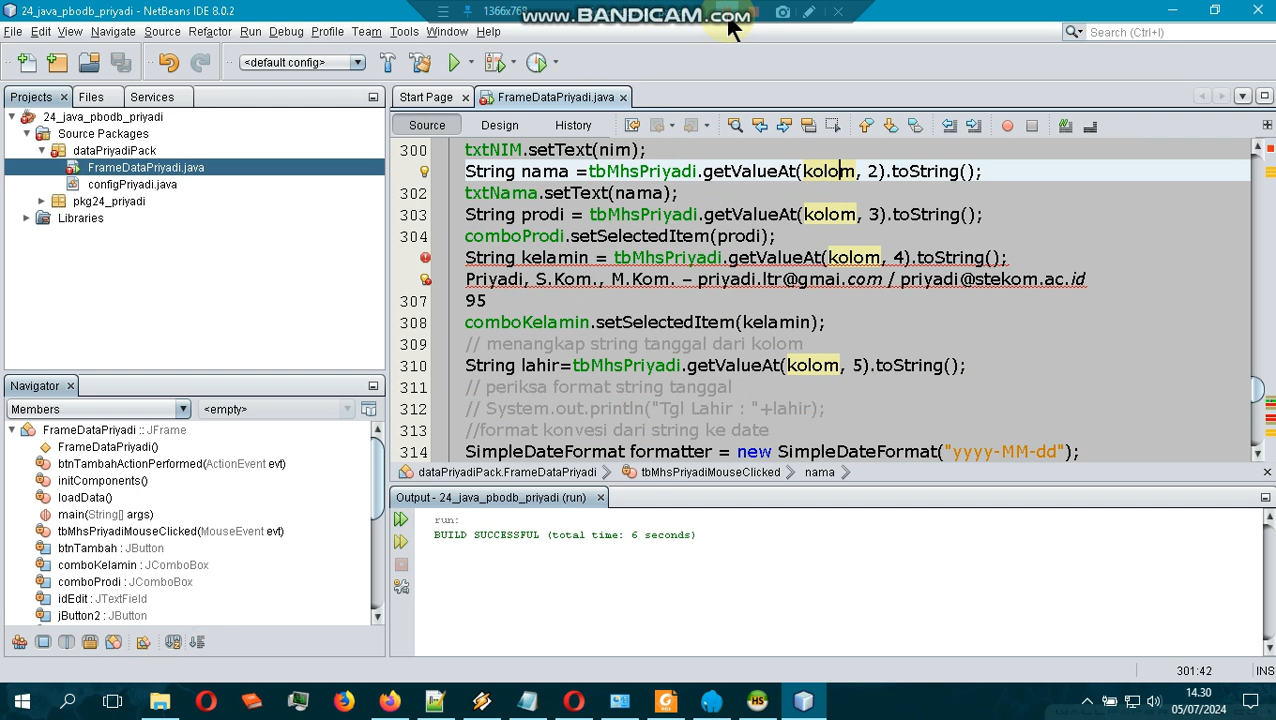 24_java_pbodb_priyadi - NetBeans IDE 8.0.2
1366x768
www.BANDICAM.com
File Edit View Navigate Source Refactor Run Debug Profile Team Tools Window Help
Search (Ctrl+I)
<default config>
Projects
Files
Services
24_java_pbodb_priyadi
Source Packages
dataPriyadiPack
FrameDataPriyadi.java
configPriyadi.java
pkg24_priyadi
Libraries
Start Page
FrameDataPriyadi.java
Source
Design
History
300 txtNIM.setText(nim);
String nama =tbMhsPriyadi.getValueAt(kolom, 2).toString();
302 txtNama.setText(nama);
String prodi = tbMhsPriyadi.getValueAt(kolom, 3).toString();
304 comboProdi.setSelectedItem(prodi);
String kelamin = tbMhsPriyadi.getValueAt(kolom, 4).toString();
Priyadi, S.Kom., M.Kom. – priyadi.ltr@gmai.com / priyadi@stekom.ac.id
307 95
308 comboKelamin.setSelectedItem(kelamin);
309 // menangkap string tanggal dari kolom
310 String lahir=tbMhsPriyadi.getValueAt(kolom, 5).toString();
311 // periksa format string tanggal
312 // System.out.println("Tgl Lahir : "+lahir);
313 //format konvesi dari string ke date
314 SimpleDateFormat formatter = new SimpleDateFormat("yyyy-MM-dd");
dataPriyadiPack.FrameDataPriyadi
tbMhsPriyadiMouseClicked
nama
Navigator
Members
<empty>
FrameDataPriyadi :: JFrame
FrameDataPriyadi()
btnTambahActionPerformed(ActionEvent evt)
initComponents()
loadData()
main(String[] args)
tbMhsPriyadiMouseClicked(MouseEvent evt)
btnTambah : JButton
comboKelamin : JComboBox
comboProdi : JComboBox
idEdit : JTextField
jButton2 : JButton
Output - 24_java_pbodb_priyadi (run)
run:
BUILD SUCCESSFUL (total time: 6 seconds)
301:42
INS
14.30
05/07/2024